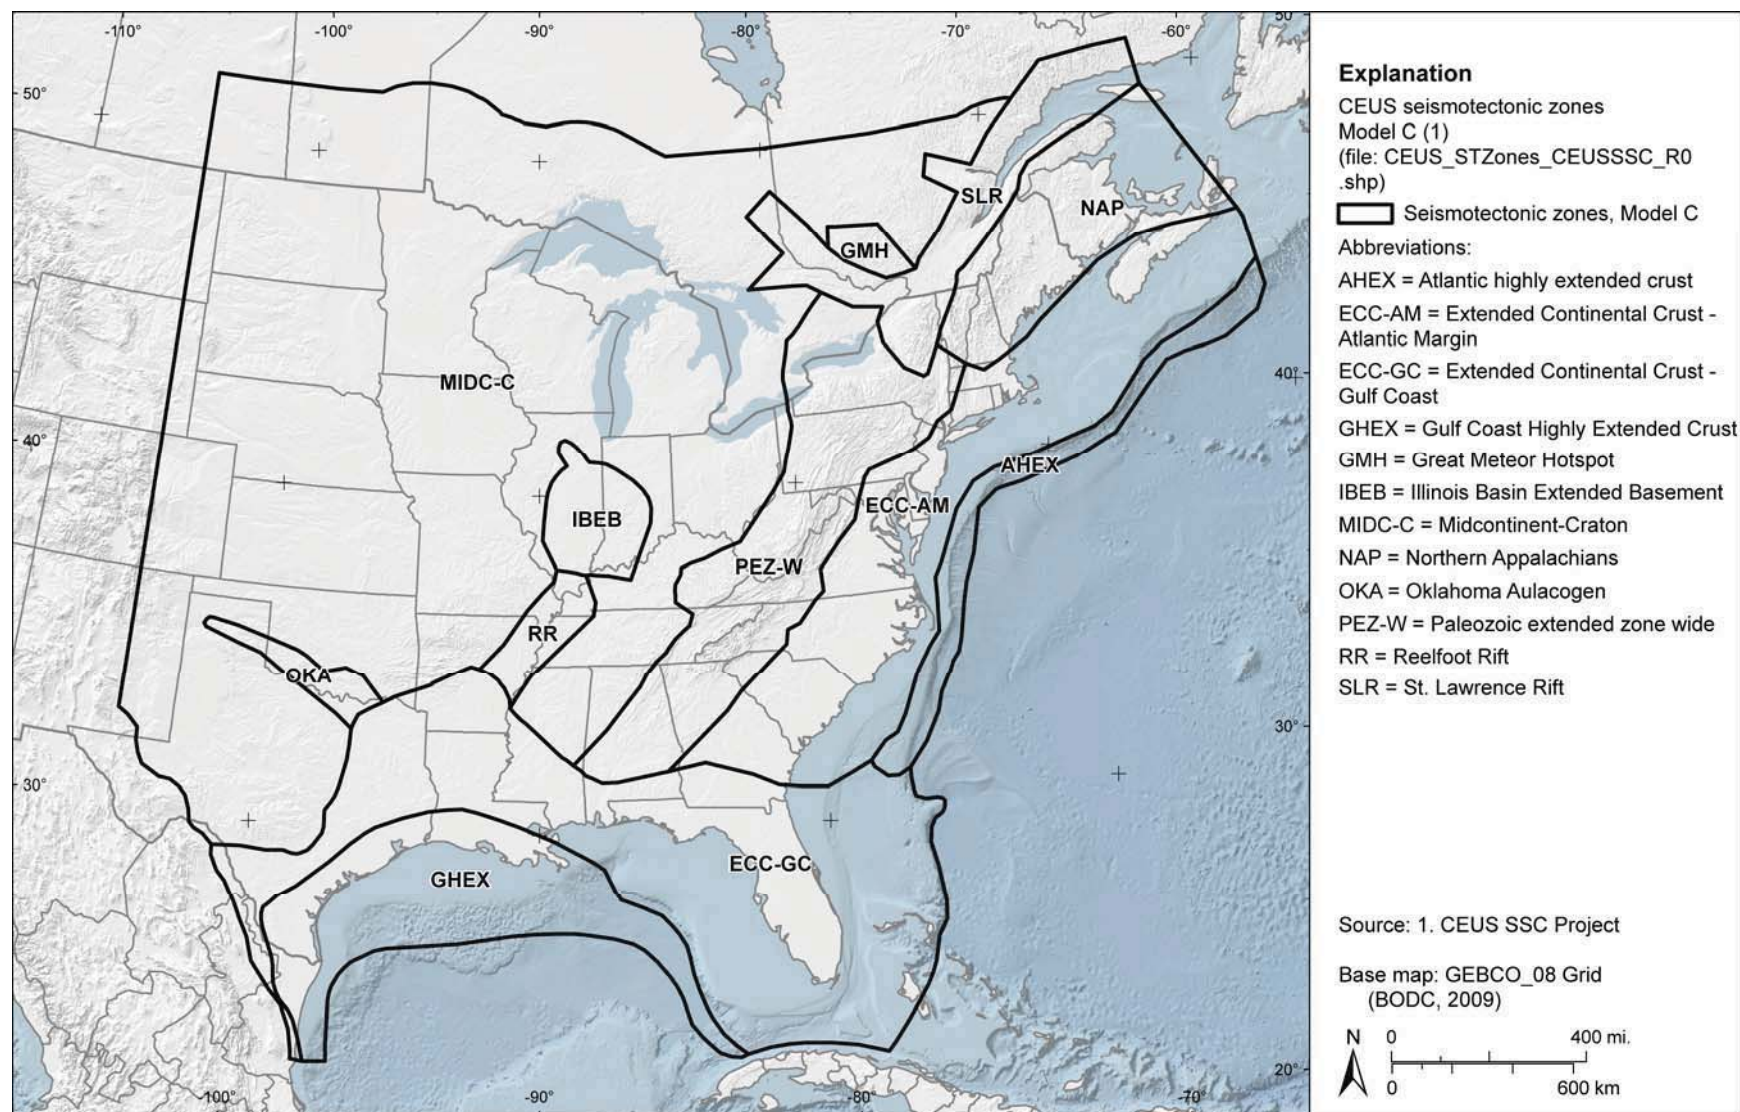 -110°
-100°
-90°
-80°
-70°
-60°
50°
50°
SLR
NAP
GMH
MIDC-C
40°
40°
AHEX
ECC-AM
IBEB
PEZ-W
RR
OKA
30°
30°
ECC-GC
GHEX
20°
-100°
-90°
-80°
-70°
Explanation
CEUS seismotectonic zones
Model C (1)
(file: CEUS_STZones_CEUSSSC_R0
.shp)
Seismotectonic zones, Model C
Abbreviations:
AHEX = Atlantic highly extended crust
ECC-AM = Extended Continental Crust -
Atlantic Margin
ECC-GC = Extended Continental Crust -
Gulf Coast
GHEX = Gulf Coast Highly Extended Crust
GMH = Great Meteor Hotspot
IBEB = Illinois Basin Extended Basement
MIDC-C = Midcontinent-Craton
NAP = Northern Appalachians
OKA = Oklahoma Aulacogen
PEZ-W = Paleozoic extended zone wide
RR = Reelfoot Rift
SLR = St. Lawrence Rift
Source: 1. CEUS SSC Project
Base map: GEBCO_08 Grid
(BODC, 2009)
N 0 400 mi.
0 600 km